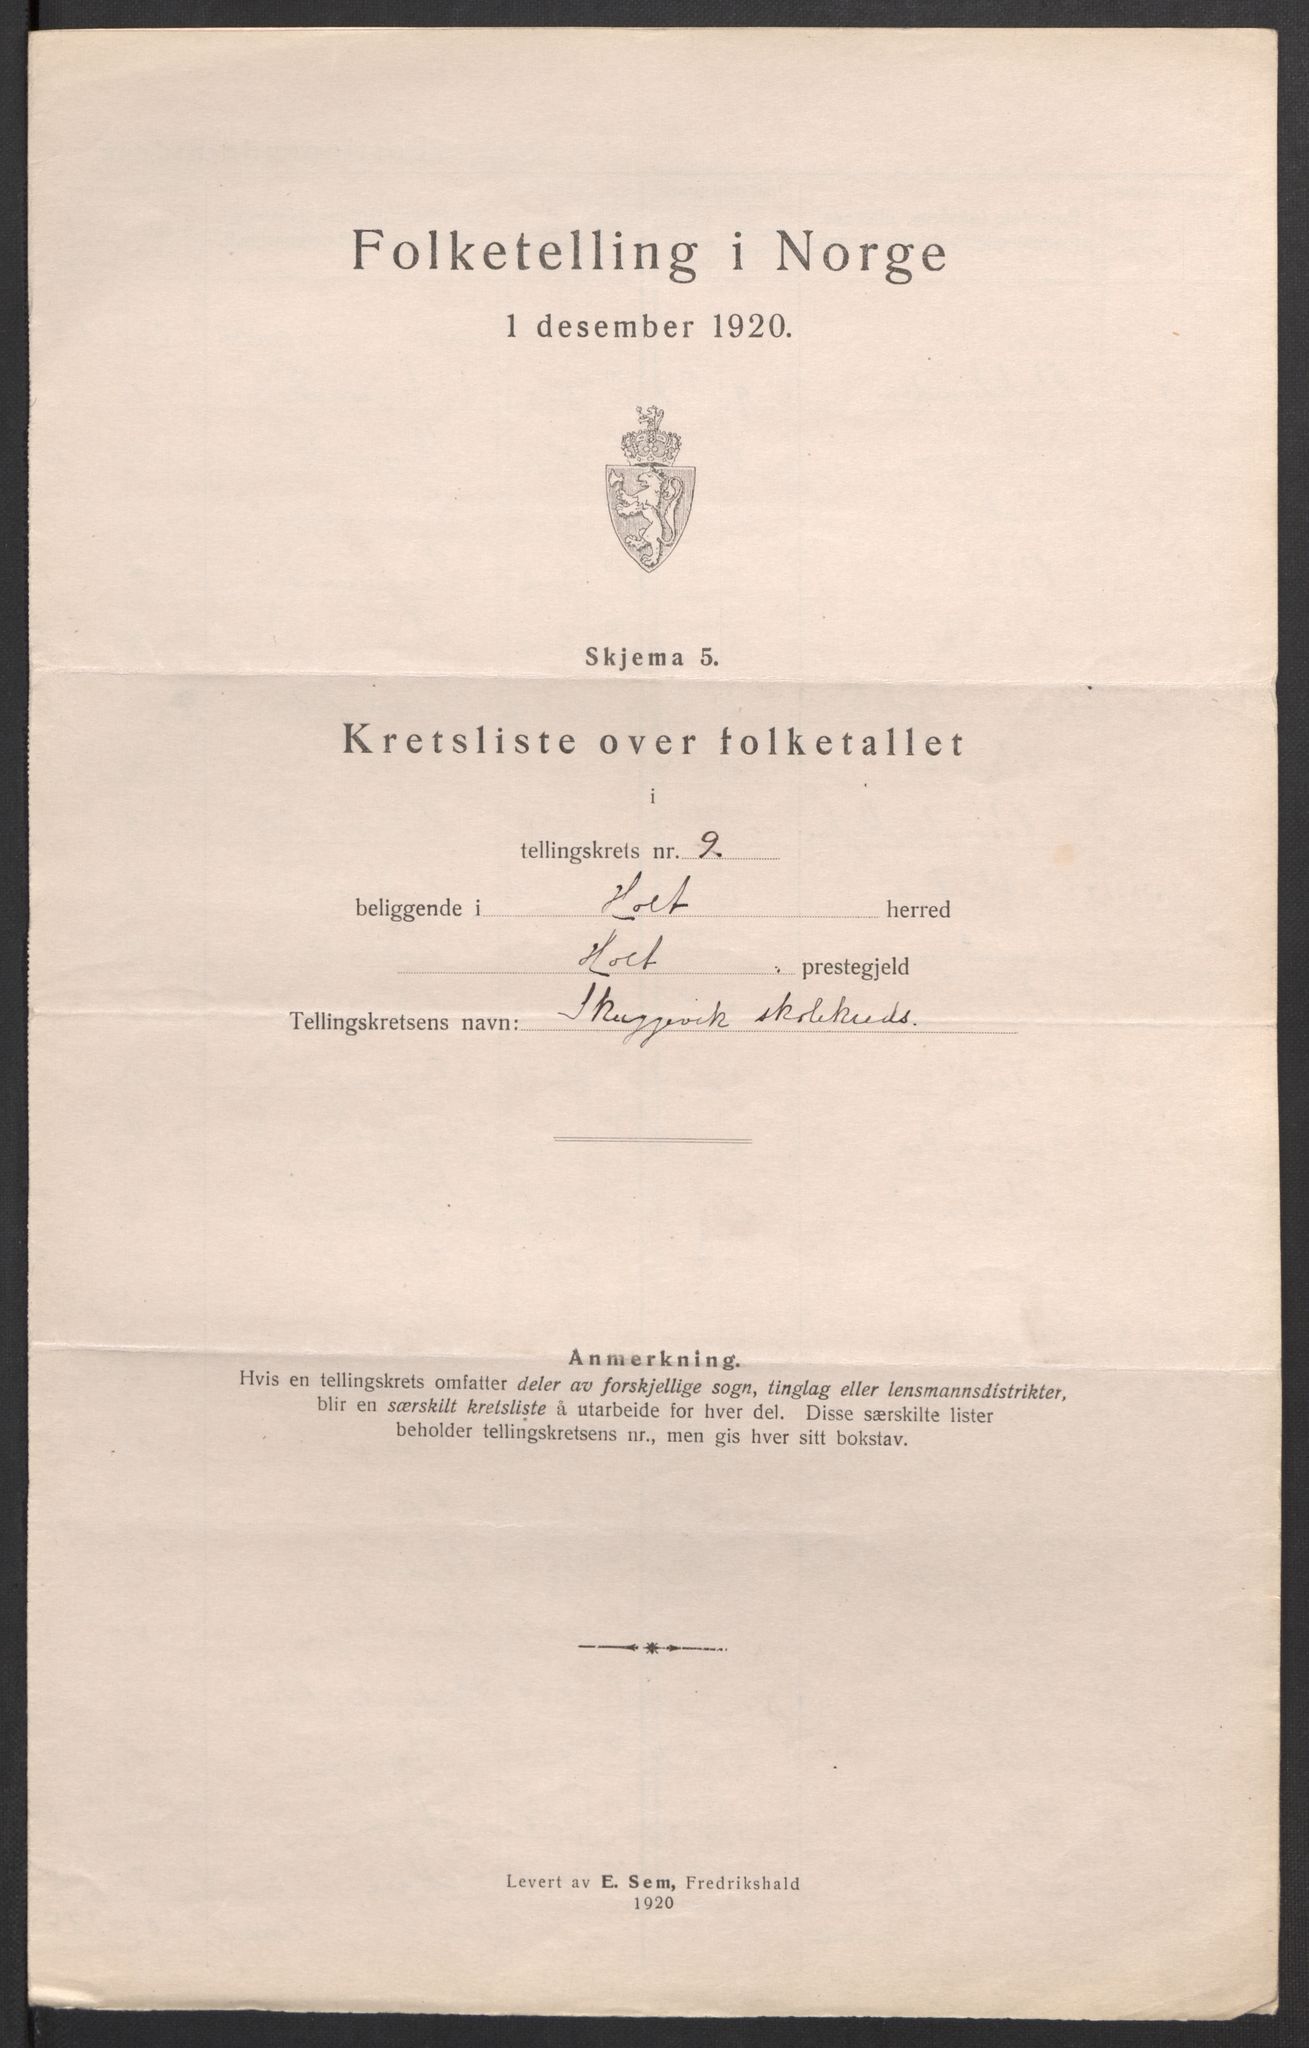 Folketelling i Norge
1 desember 1920.
Skjema 5.
Kretsliste over folketallet
i
tellingskrets nr. 9
beliggende i Holt herred
Holt prestegjeld
Tellingskretsens navn: Skuggevik skolekreds.
Anmerkning.
Hvis en tellingskrets omfatter deler av forskjellige sogn, tinglag eller lensmannsdistrikter,
blir en særskilt kretsliste å utarbeide for hver del. Disse særskilte lister
beholder tellingskretsens nr., men gis hver sitt bokstav.
Levert av E. Sem, Fredrikshald
1920